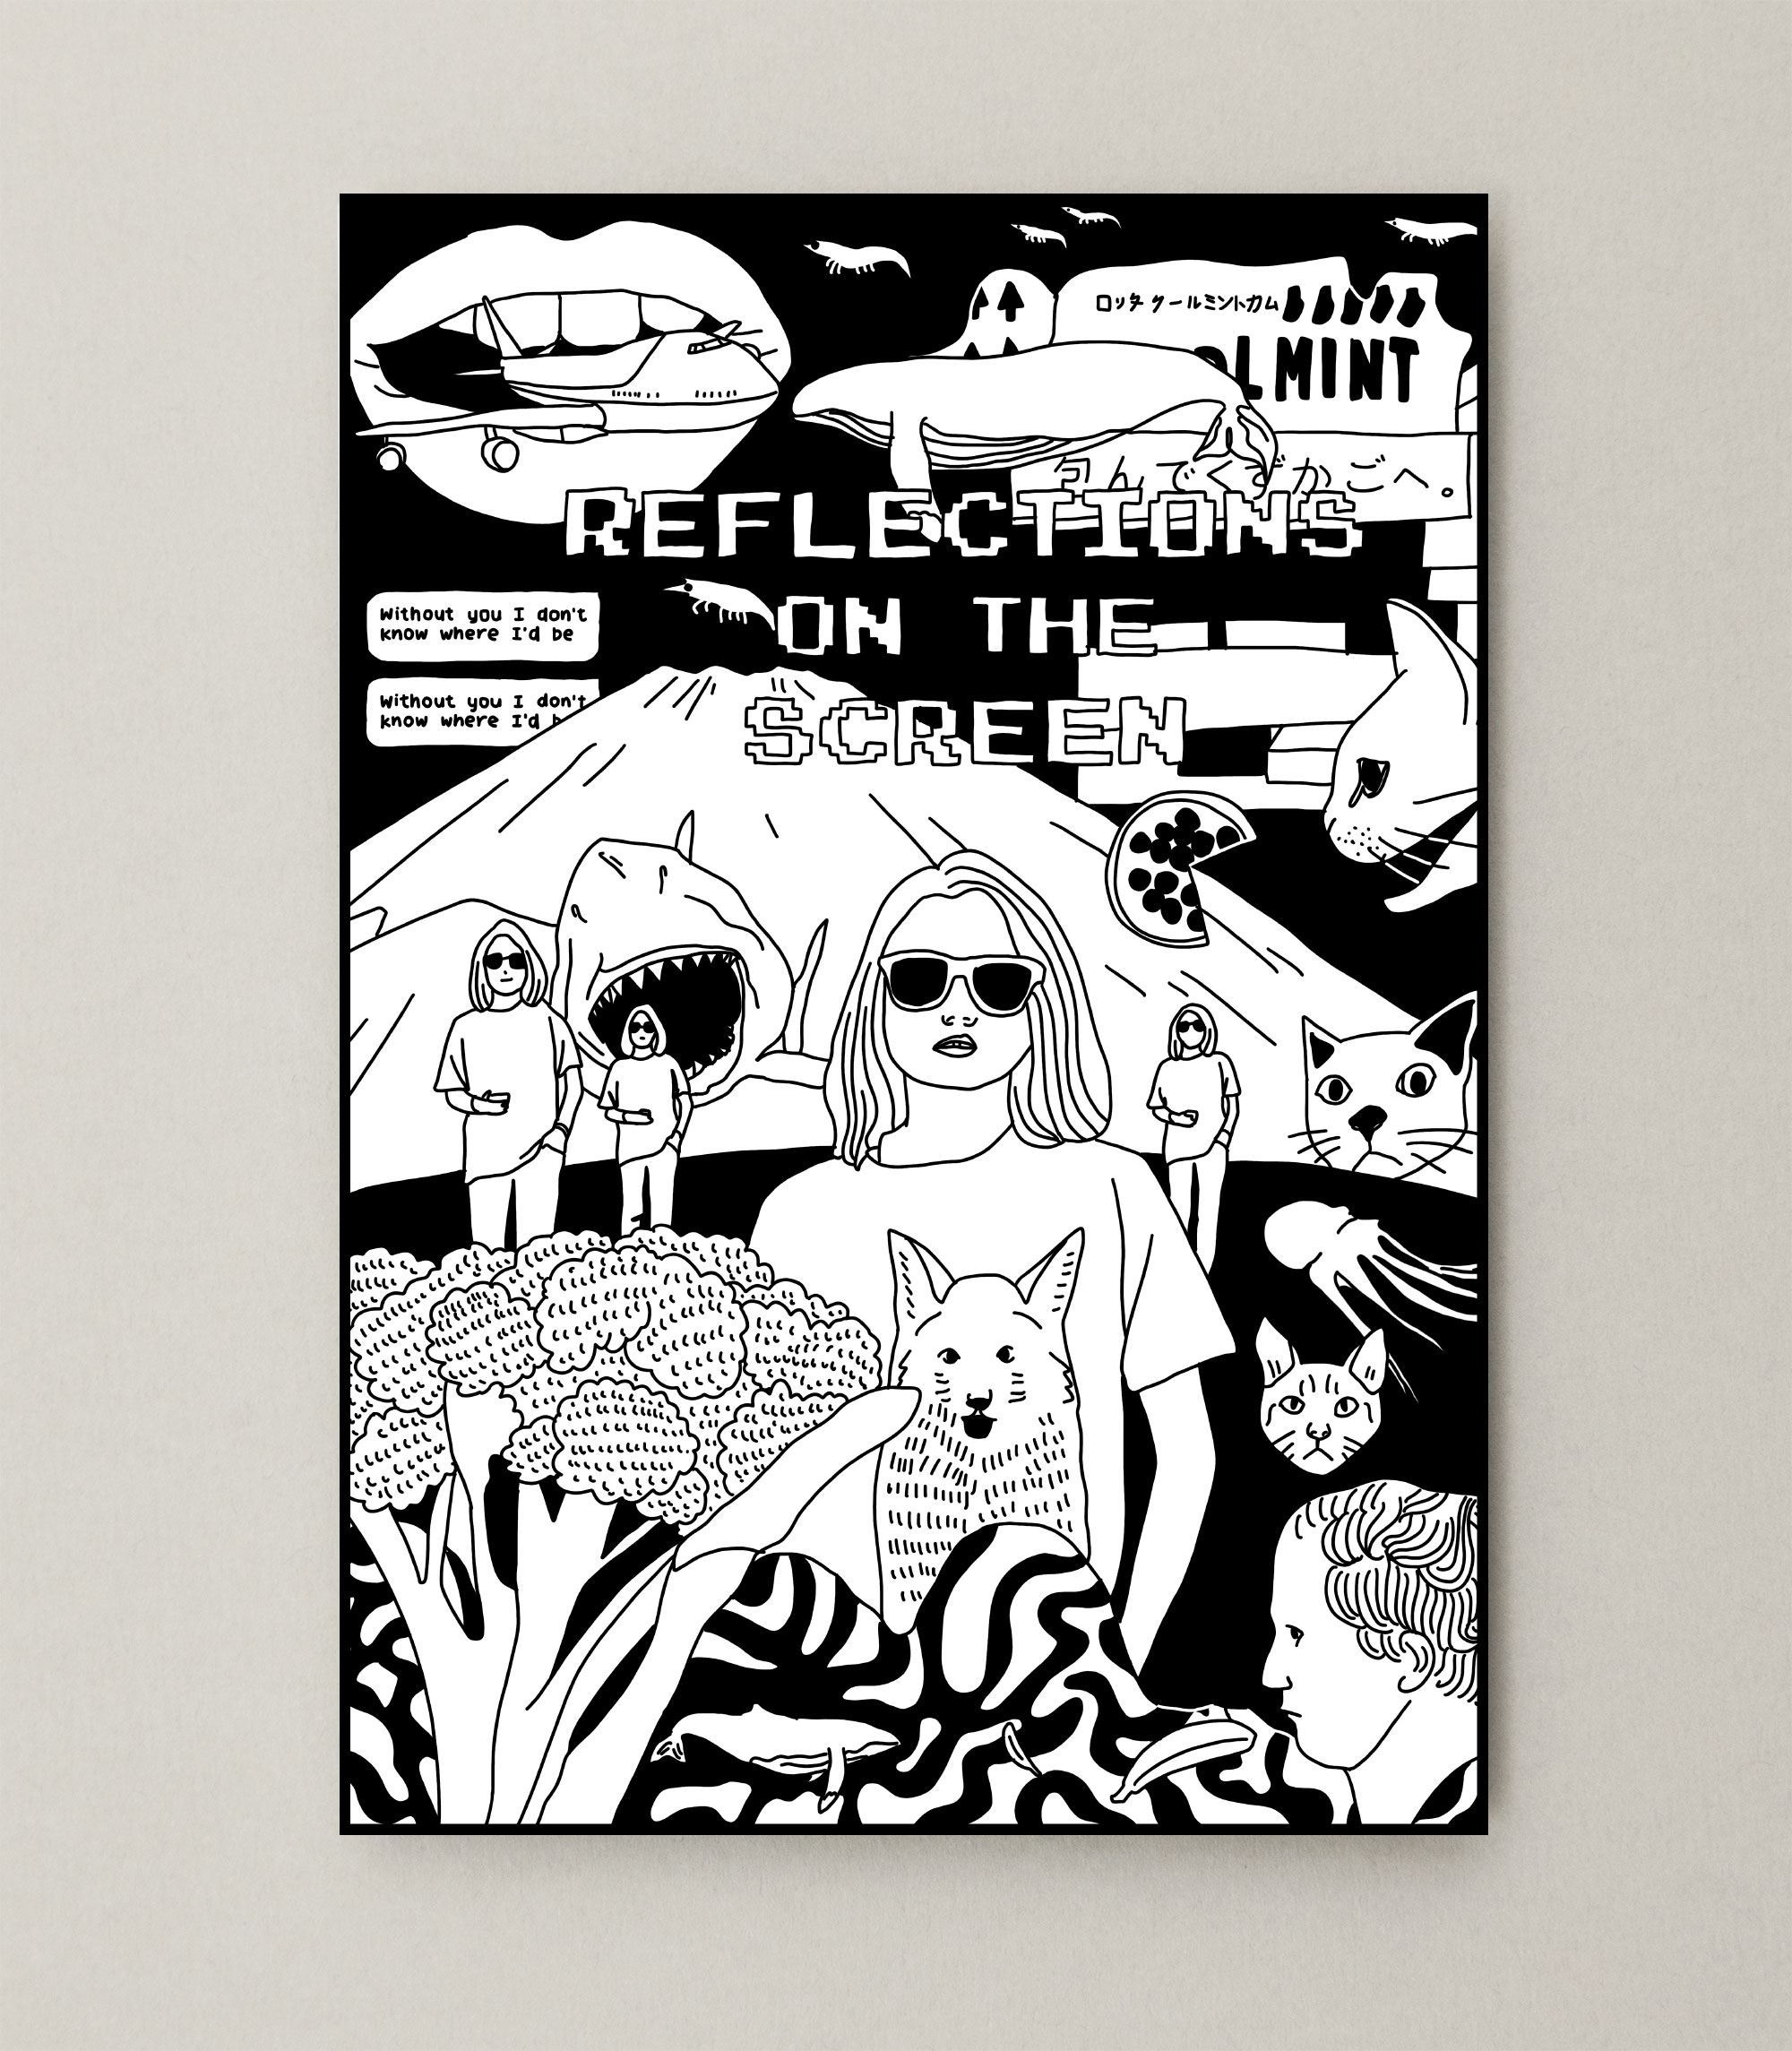 ロッテ クールミントガム
LMINT
包んでくずかごへ。
REFLECTIONS
ON THE
SCREEN
Without you I don't
know where I'd be
Without you I don't
know where I'd b